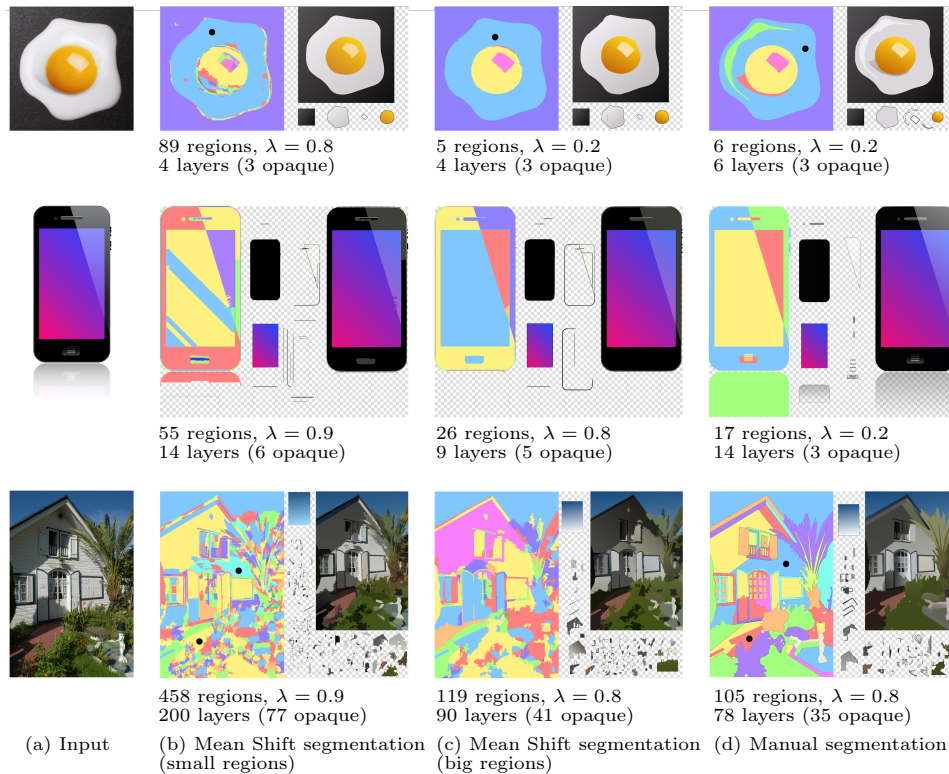 89 regions, λ = 0.8
4 layers (3 opaque)
5 regions, λ = 0.2
4 layers (3 opaque)
6 regions, λ = 0.2
6 layers (3 opaque)
55 regions, λ = 0.9
14 layers (6 opaque)
26 regions, λ = 0.8
9 layers (5 opaque)
17 regions, λ = 0.2
14 layers (3 opaque)
458 regions, λ = 0.9
200 layers (77 opaque)
119 regions, λ = 0.8
90 layers (41 opaque)
105 regions, λ = 0.8
78 layers (35 opaque)
(a) Input
(b) Mean Shift segmentation
(small regions)
(c) Mean Shift segmentation
(big regions)
(d) Manual segmentation